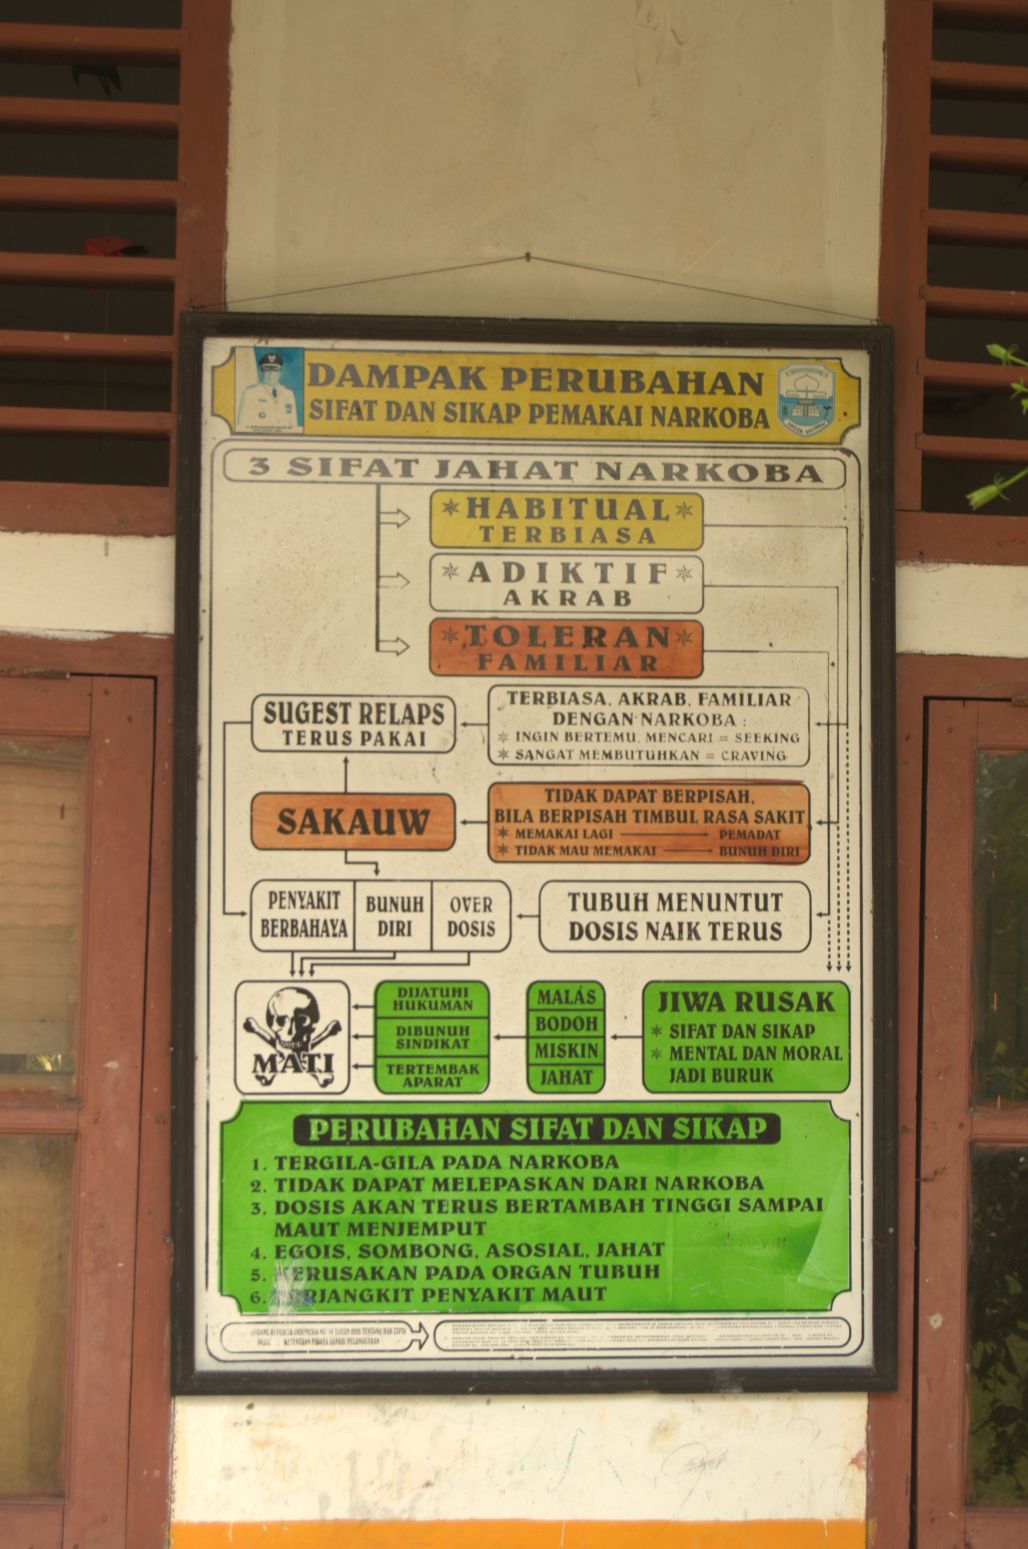 DAMPAK PERUBAHAN
SIFAT DAN SIKAP PEMAKAI NARKOBA
3 SIFAT JAHAT NARKOBA
HABITUAL
TERBIASA
ADIKTIF
AKRAB
TOLERAN
FAMILIAR
TERBIASA, AKRAB, FAMILIAR
DENGAN NARKOBA :
INGIN BERTEMU, MENCARI = SEEKING
SANGAT MEMBUTUHKAN = CRAVING
SUGEST RELAPS
TERUS PAKAI
TIDAK DAPAT BERPISAH,
BILA BERPISAH TIMBUL RASA SAKIT
MEMAKAI LAGI → PEMADAT
TIDAK MAU MEMAKAI → BUNUH DIRI
SAKAUW
PENYAKIT
BERBAHAYA
BUNUH
DIRI
OVER
DOSIS
TUBUH MENUNTUT
DOSIS NAIK TERUS
MATI
DIJATUHI
HUKUMAN
DIBUNUH
SINDIKAT
TERTEMBAK
APARAT
MALAS
BODOH
MISKIN
JAHAT
JIWA RUSAK
SIFAT DAN SIKAP
MENTAL DAN MORAL
JADI BURUK
PERUBAHAN SIFAT DAN SIKAP
1. TERGILA-GILA PADA NARKOBA
2. TIDAK DAPAT MELEPASKAN DARI NARKOBA
3. DOSIS AKAN TERUS BERTAMBAH TINGGI SAMPAI
MAUT MENJEMPUT
4. EGOIS, SOMBONG, ASOSIAL, JAHAT
5. KERUSAKAN PADA ORGAN TUBUH
6. TERJANGKIT PENYAKIT MAUT